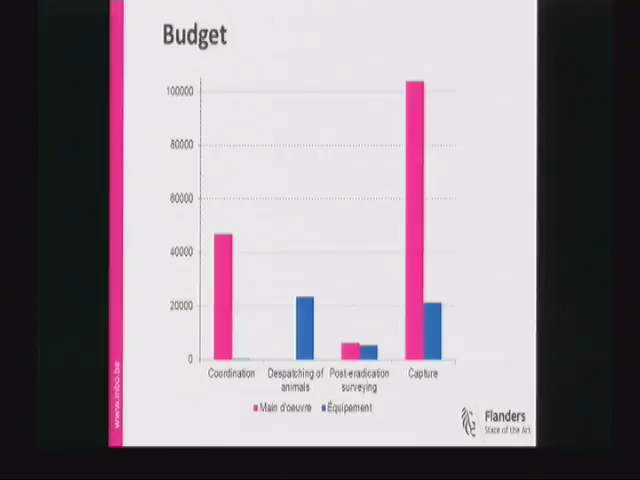 Budget
100000
80000
60000
40000
20000
0
Coordination
Despatching of animals
Post-eradication surveying
Capture
Main d'oeuvre
Équipement
www.inbo.be
Flanders
State of the Art